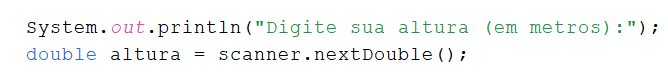 System.out.println("Digite sua altura (em metros):");
double altura = scanner.nextDouble();